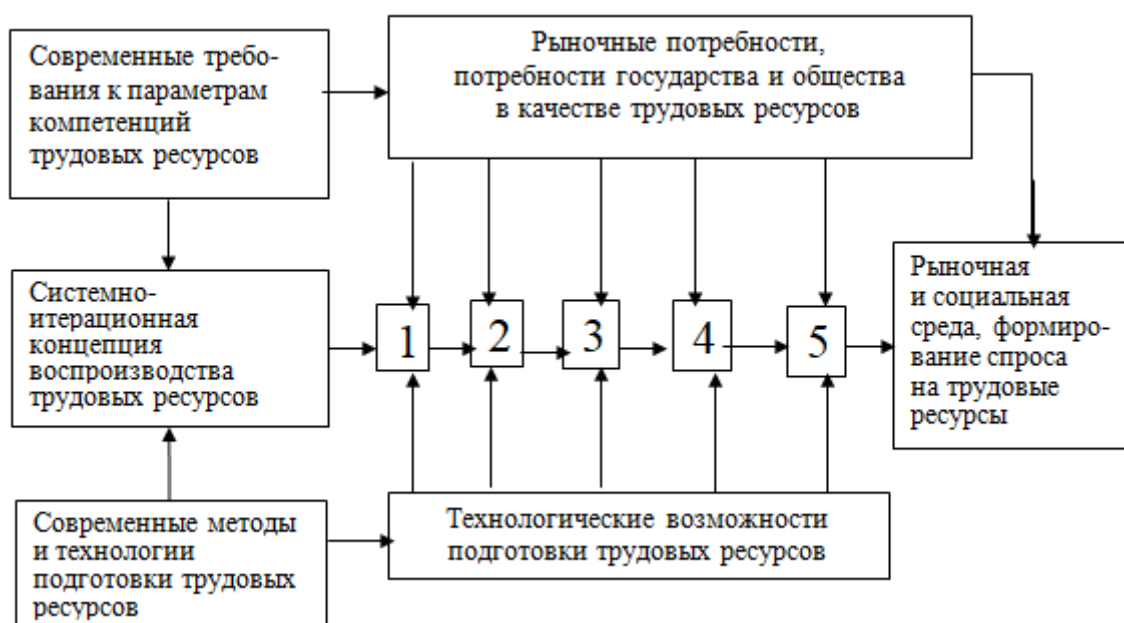 Современные требо-
вания к параметрам
компетенций
трудовых ресурсов
Рыночные потребности,
потребности государства и общества
в качестве трудовых ресурсов
Системно-
итерационная
концепция
воспроизводства
трудовых ресурсов
1
2
3
4
5
Рыночная
и социальная
среда, формиро-
вание спроса
на трудовые
ресурсы
Современные методы
и технологии
подготовки трудовых
ресурсов
Технологические возможности
подготовки трудовых ресурсов